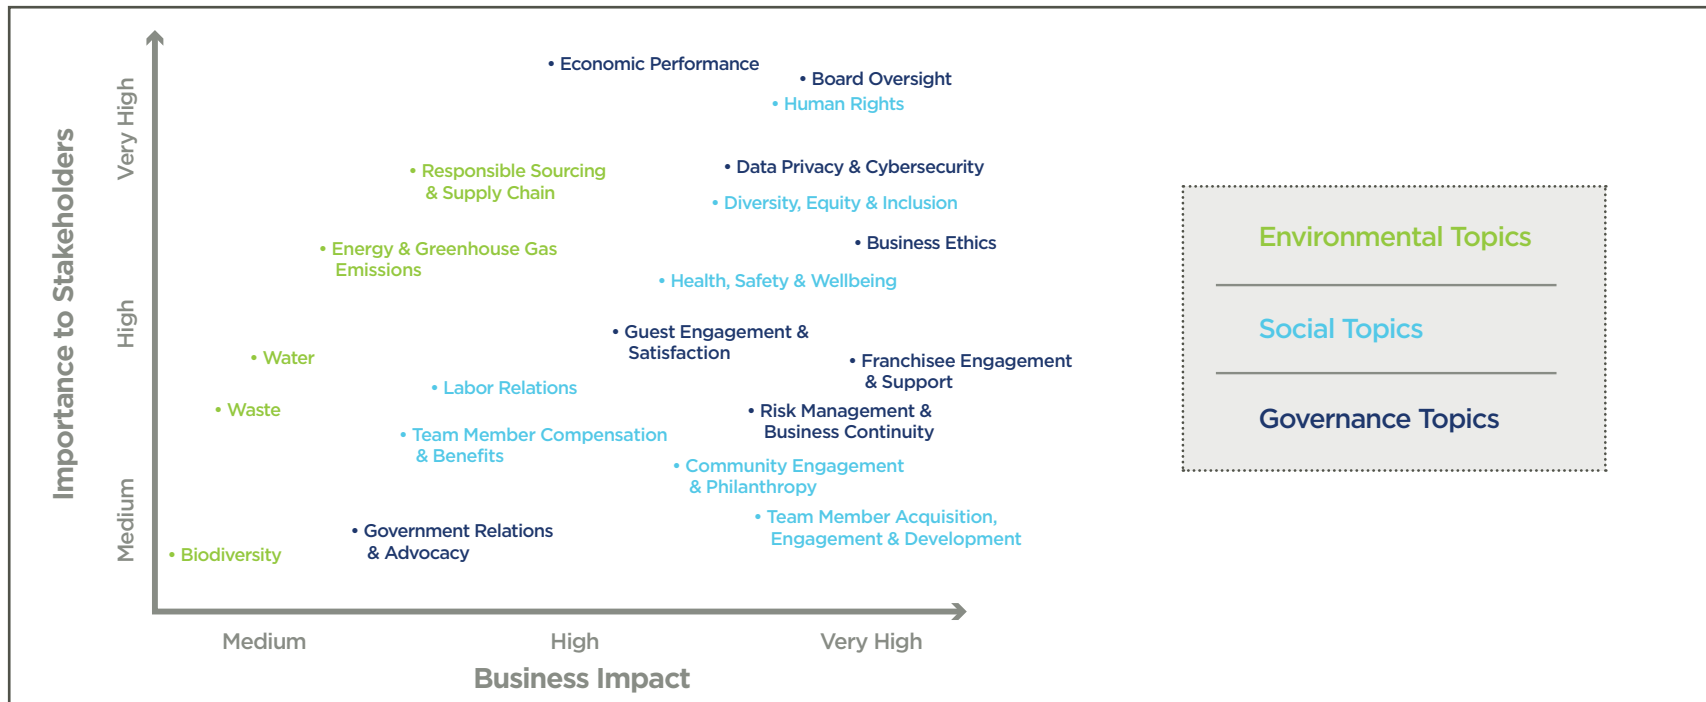 Importance to Stakeholders
Very High
High
Medium
• Economic Performance
• Board Oversight
• Human Rights
• Data Privacy & Cybersecurity
• Responsible Sourcing
& Supply Chain
• Diversity, Equity & Inclusion
• Business Ethics
• Energy & Greenhouse Gas
Emissions
• Health, Safety & Wellbeing
• Guest Engagement &
Satisfaction
• Water
• Franchisee Engagement
& Support
• Labor Relations
• Waste
• Risk Management &
Business Continuity
• Team Member Compensation
& Benefits
• Community Engagement
& Philanthropy
• Team Member Acquisition,
Engagement & Development
• Government Relations
& Advocacy
• Biodiversity
Medium
High
Very High
Business Impact
Environmental Topics
Social Topics
Governance Topics